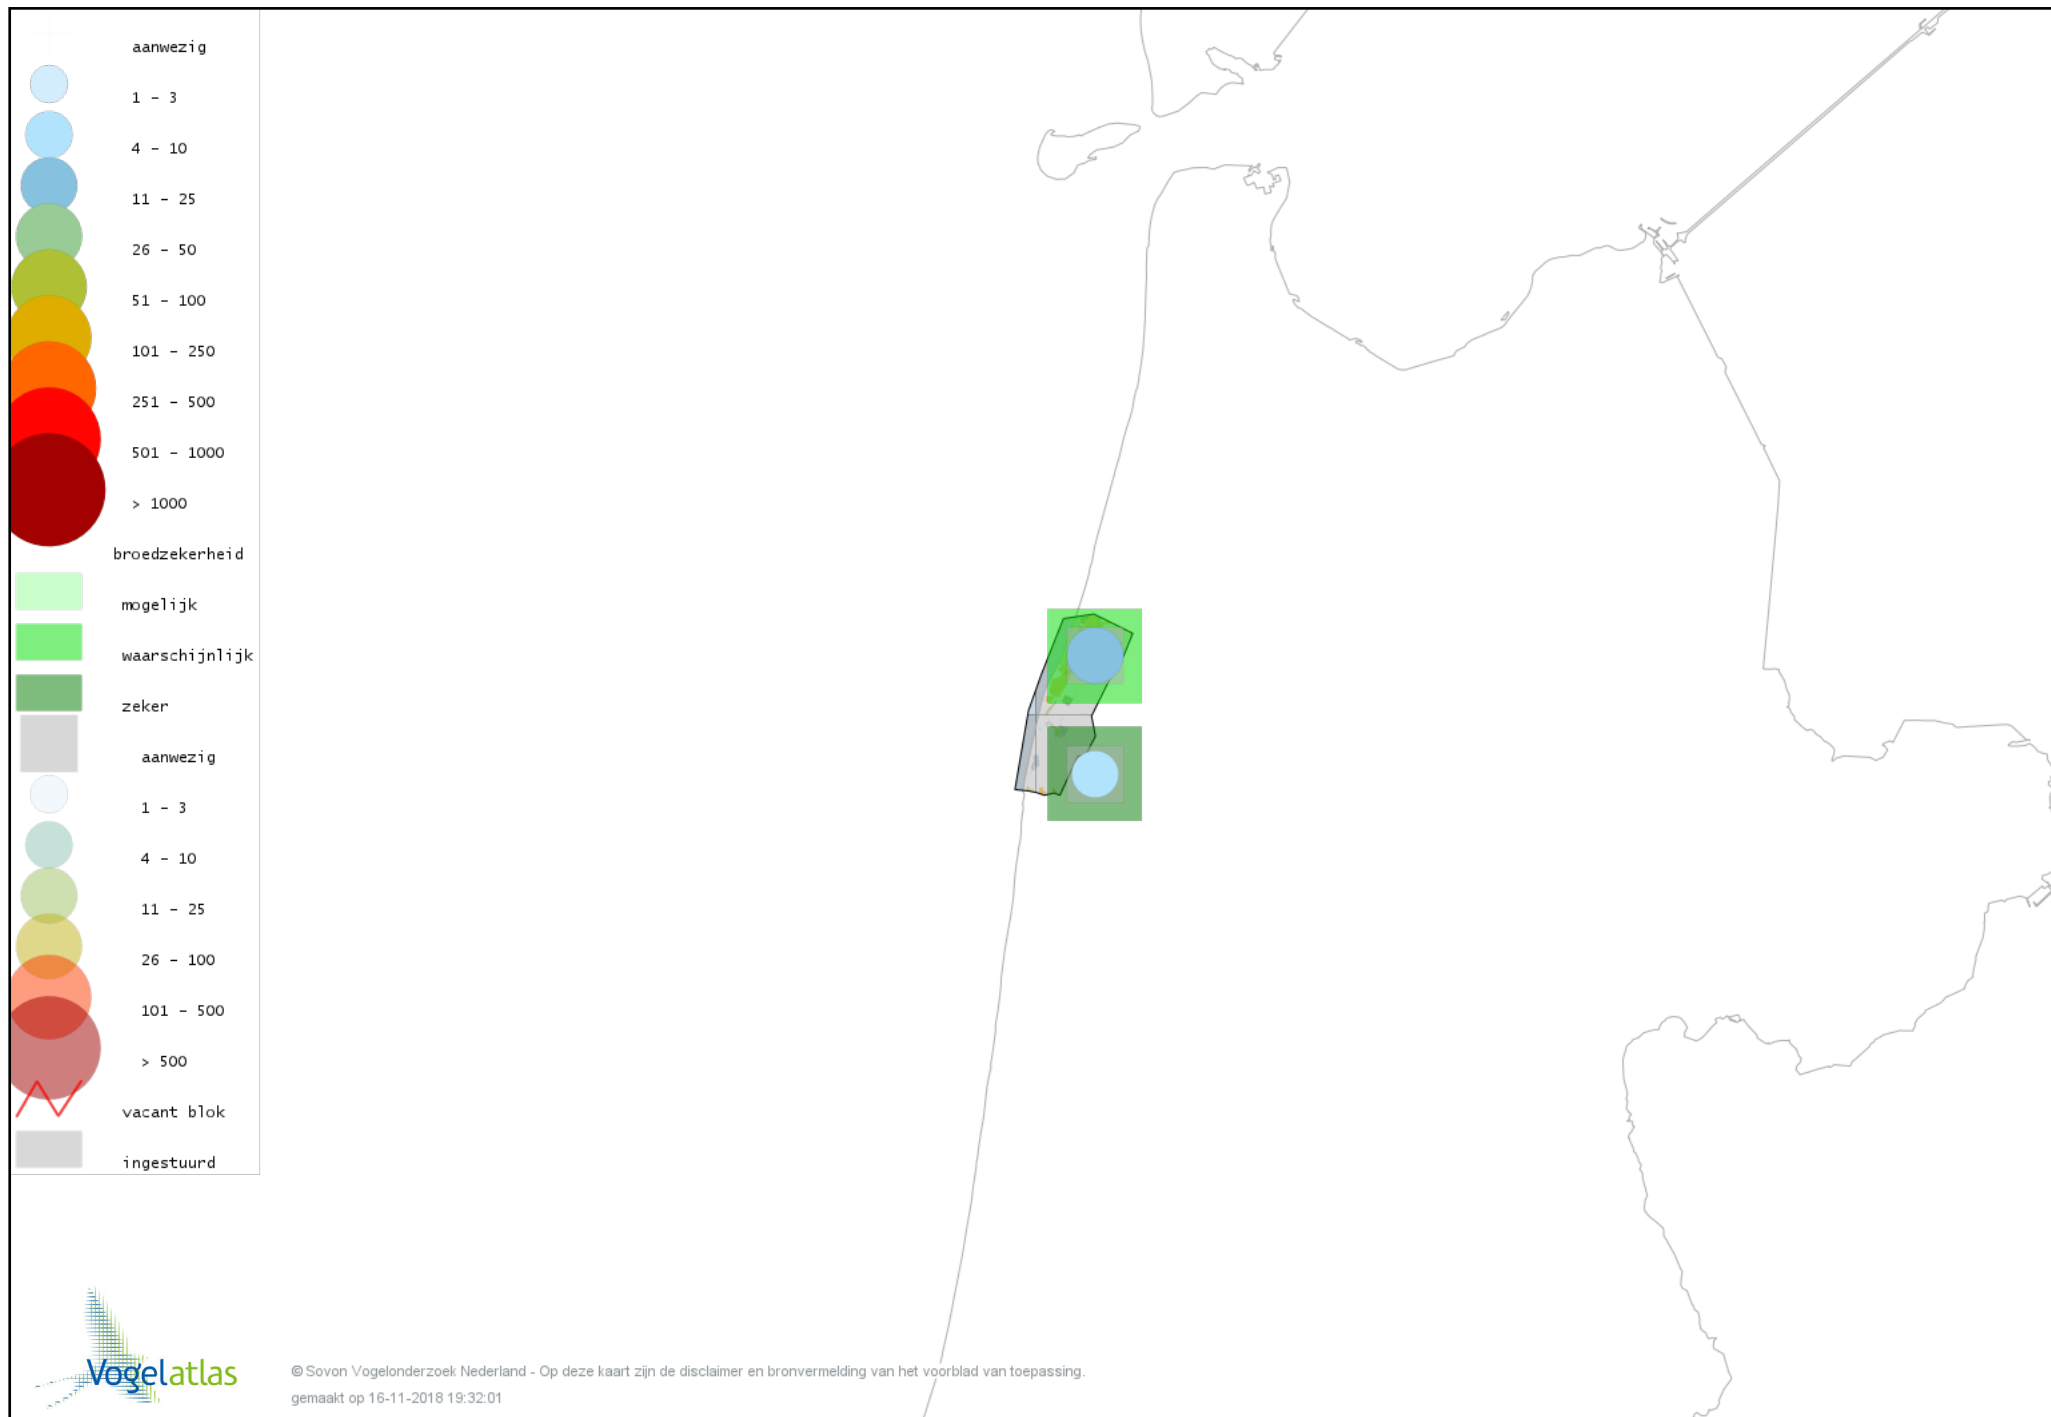 aanwezig
1 - 3
4 - 10
11 - 25
26 - 50
51 - 100
101 - 250
251 - 500
501 - 1000
> 1000
broedzekerheid
mogelijk
waarschijnlijk
zeker
aanwezig
1 - 3
4 - 10
11 - 25
26 - 100
101 - 500
> 500
vacant blok
ingestuurd
Vogelatlas
© Sovon Vogelonderzoek Nederland - Op deze kaart zijn de disclaimer en bronvermelding van het voorblad van toepassing.
gemaakt op 16-11-2018 19:32:01